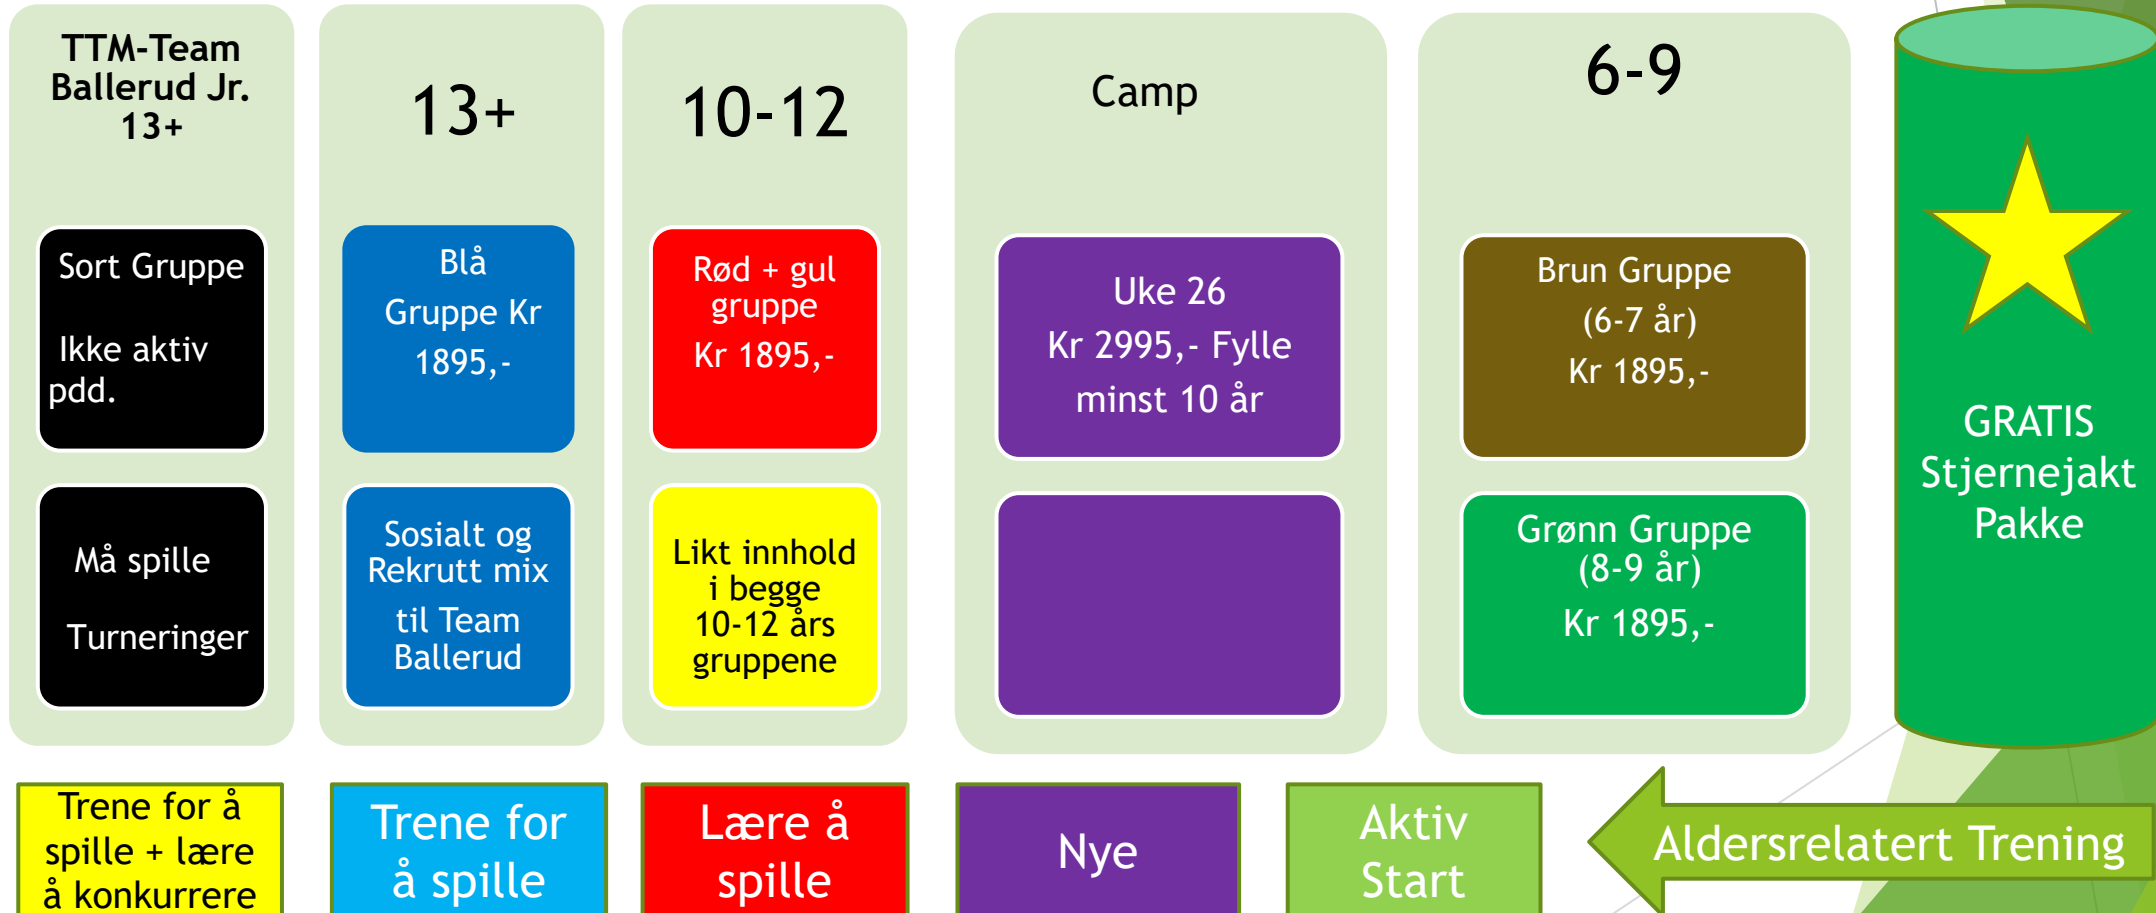 TTM-Team
Ballerud Jr.
13+
Sort Gruppe
Ikke aktiv
pdd.
Må spille
Turneringer
Trene for å
spille + lære
å konkurrere
13+
Blå
Gruppe Kr
1895,-
Sosialt og
Rekrutt mix
til Team
Ballerud
Trene for
å spille
10-12
Rød + gul
gruppe
Kr 1895,-
Likt innhold
i begge
10-12 års
gruppene
Lære å
spille
Camp
Uke 26
Kr 2995,- Fylle
minst 10 år
Nye
6-9
Brun Gruppe
(6-7 år)
Kr 1895,-
Grønn Gruppe
(8-9 år)
Kr 1895,-
Aktiv
Start
GRATIS
Stjernejakt
Pakke
Aldersrelatert Trening